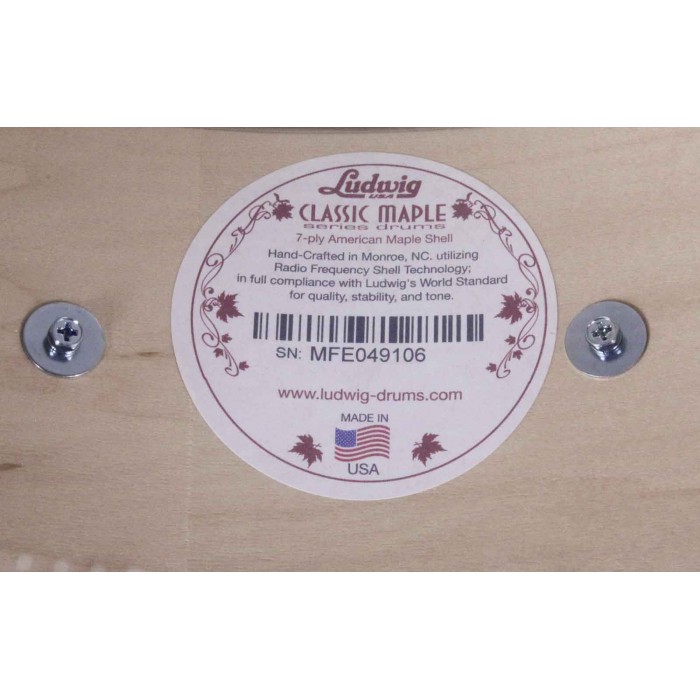 Ludwig
USA
CLASSIC MAPLE
series drums
7-ply American Maple Shell
Hand-Crafted in Monroe, NC. utilizing
Radio Frequency Shell Technology;
in full compliance with Ludwig's World Standard
for quality, stability, and tone.
SN: MFE049106
www.ludwig-drums.com
MADE IN
USA